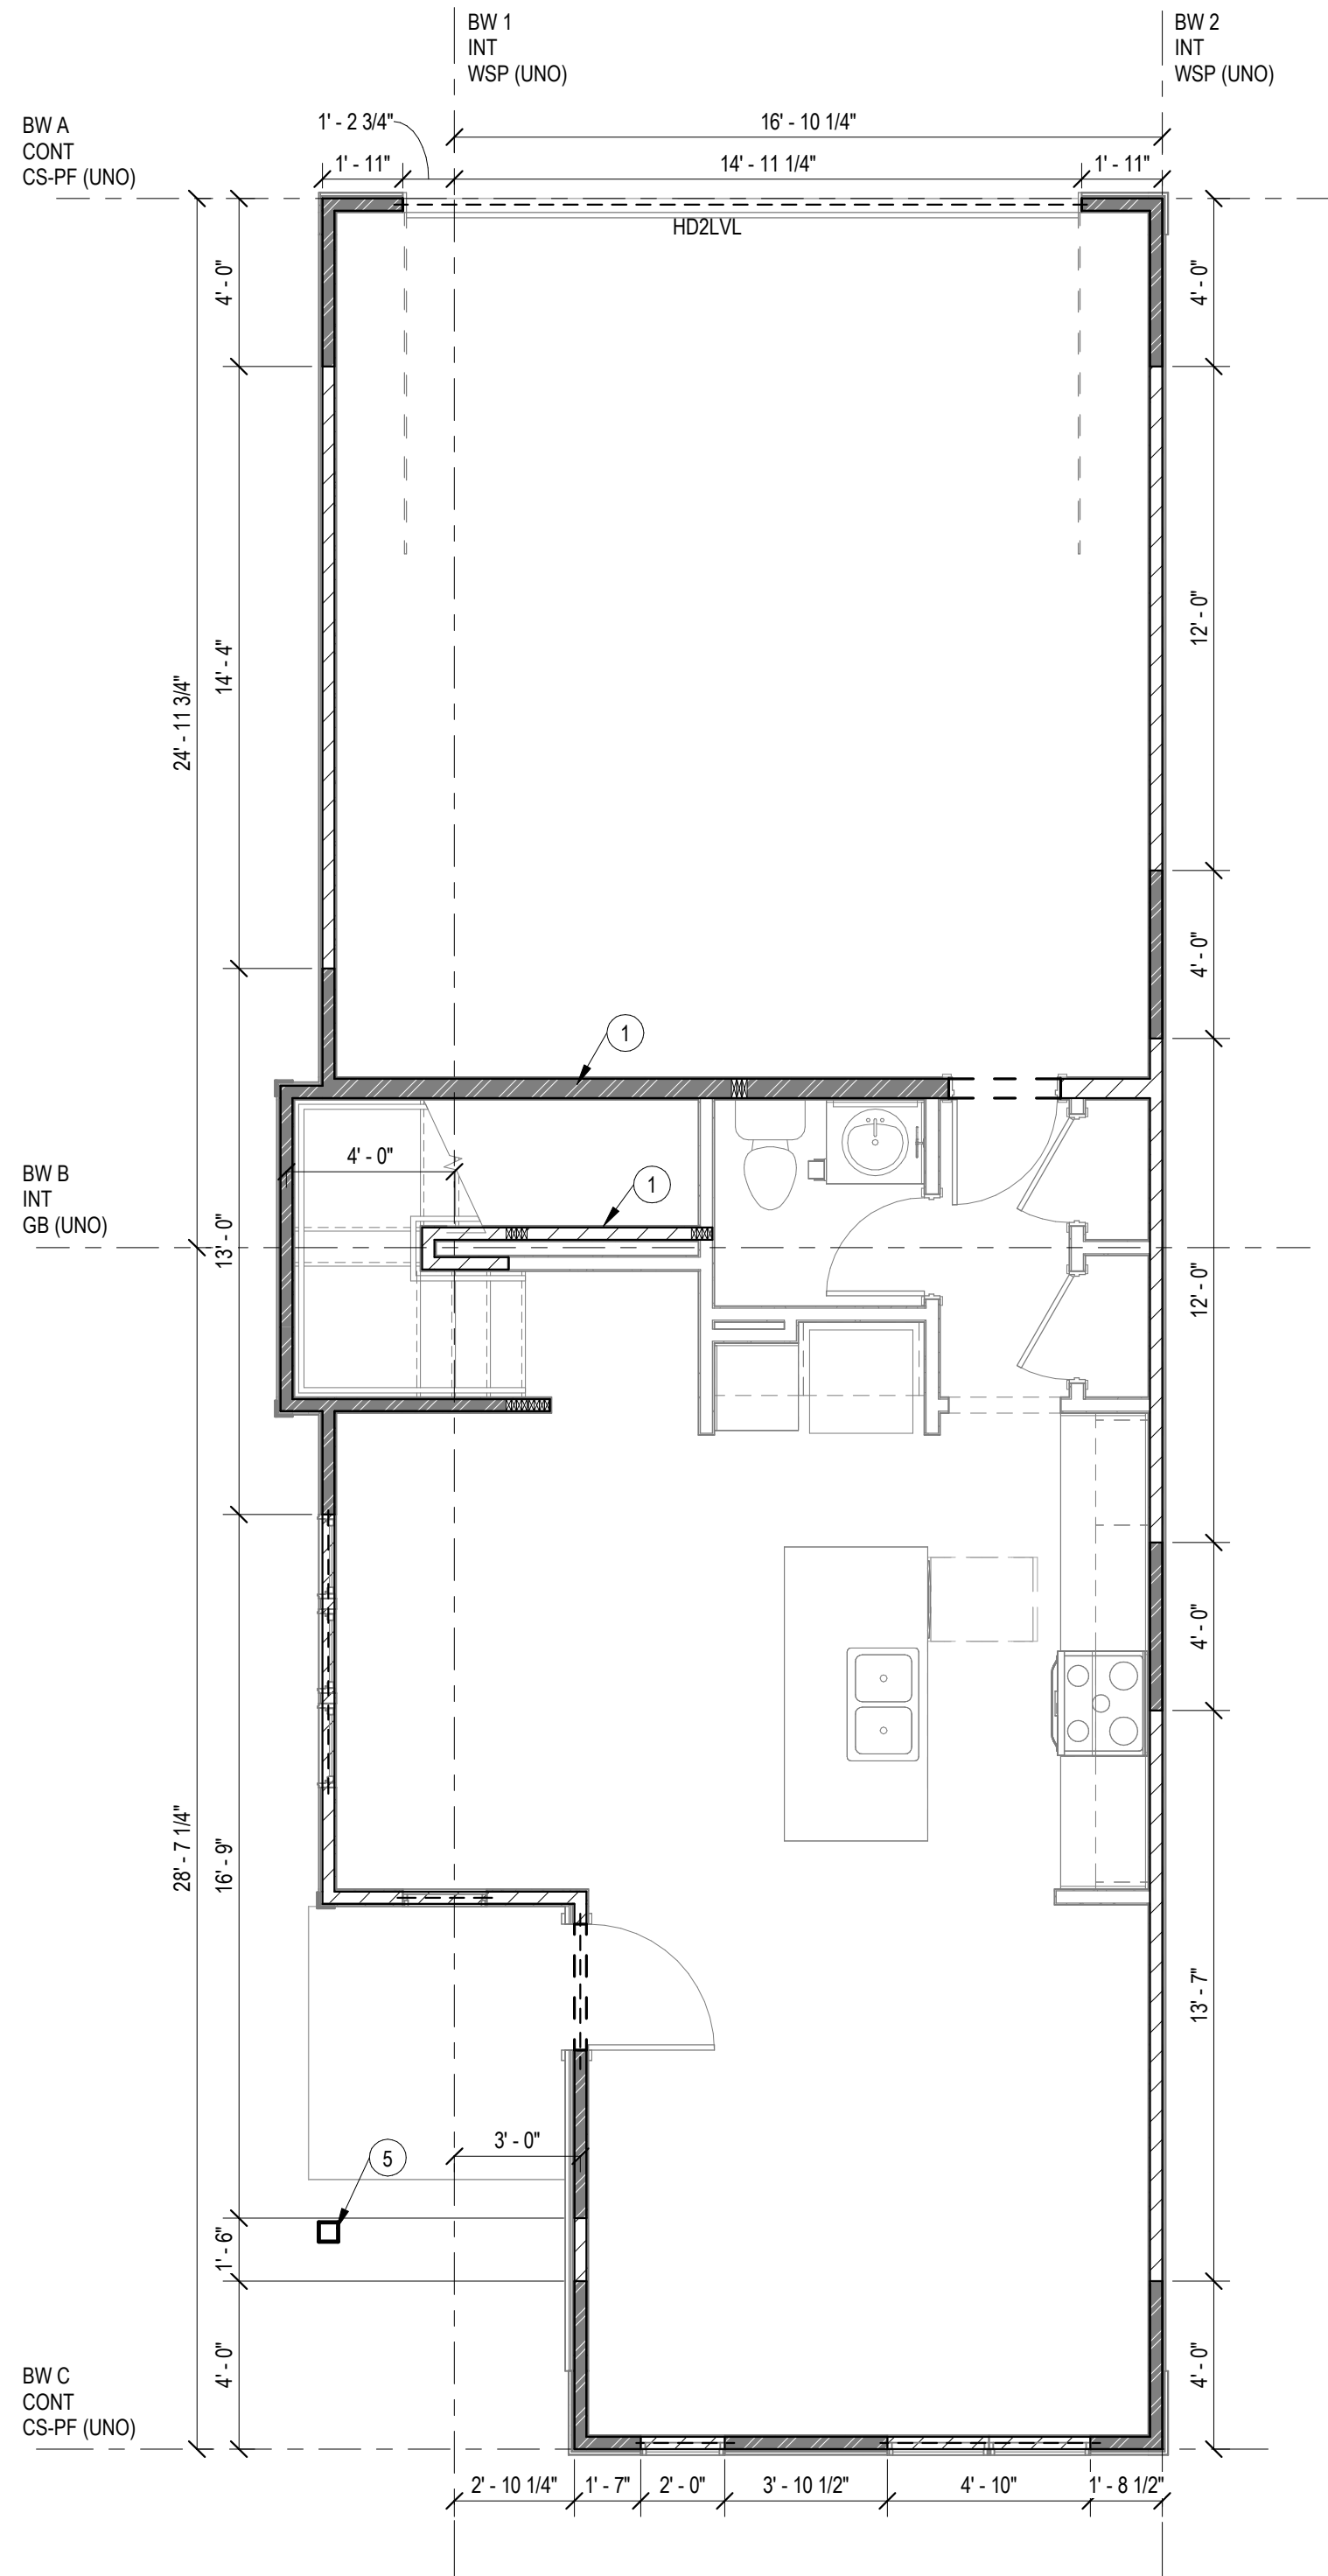 BW 1
INT
WSP (UNO)
BW 2
INT
WSP (UNO)
BW A
CONT
CS-PF (UNO)
1' - 2 3/4"
16' - 10 1/4"
1' - 11"
14' - 11 1/4"
1' - 11"
HD2LVL
4' - 0"
4' - 0"
12' - 0"
14' - 4"
24' - 11 3/4"
4' - 0"
1
4' - 0"
1
BW B
INT
GB (UNO)
13' - 0"
12' - 0"
4' - 0"
28' - 7 1/4"
16' - 9"
13' - 7"
3' - 0"
5
1' - 6"
4' - 0"
4' - 0"
BW C
CONT
CS-PF (UNO)
2' - 10 1/4"
1' - 7"
2' - 0"
3' - 10 1/2"
4' - 10"
1' - 8 1/2"